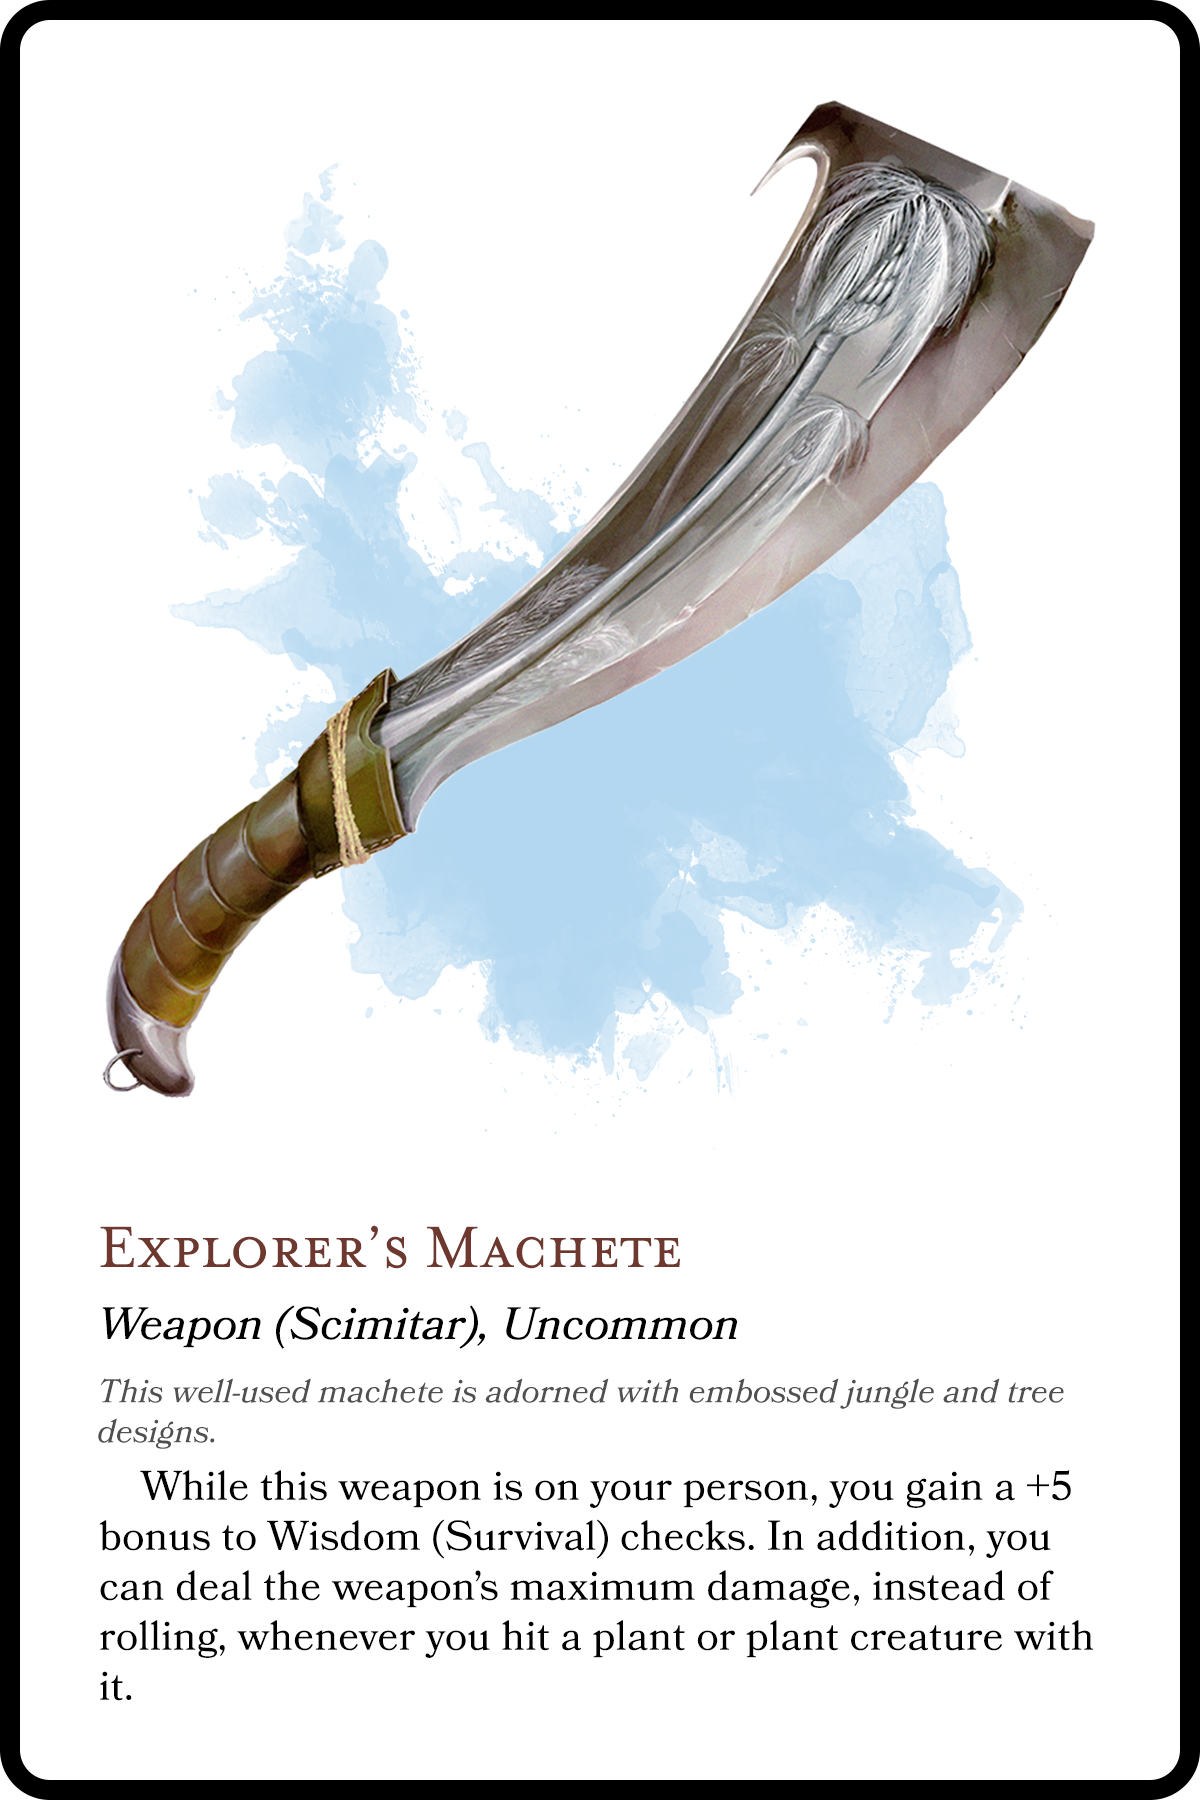 Explorer’s Machete
Weapon (Scimitar), Uncommon
This well-used machete is adorned with embossed jungle and tree
designs.
While this weapon is on your person, you gain a +5
bonus to Wisdom (Survival) checks. In addition, you
can deal the weapon’s maximum damage, instead of
rolling, whenever you hit a plant or plant creature with
it.